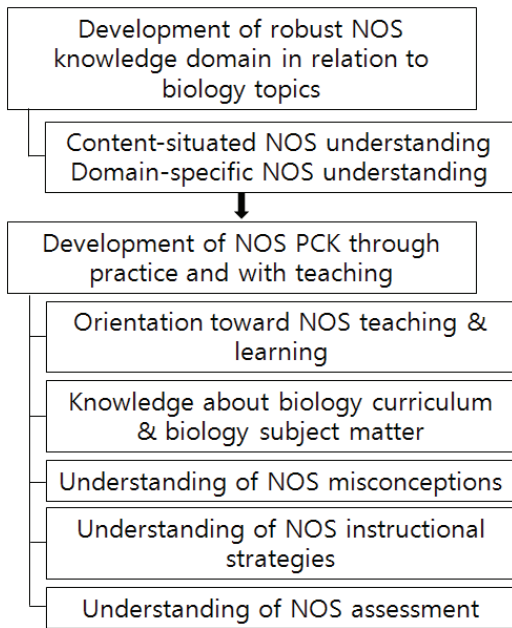 Development of robust NOS
knowledge domain in relation to
biology topics
Content-situated NOS understanding
Domain-specific NOS understanding
Development of NOS PCK through
practice and with teaching
Orientation toward NOS teaching &
learning
Knowledge about biology curriculum
& biology subject matter
Understanding of NOS misconceptions
Understanding of NOS instructional
strategies
Understanding of NOS assessment